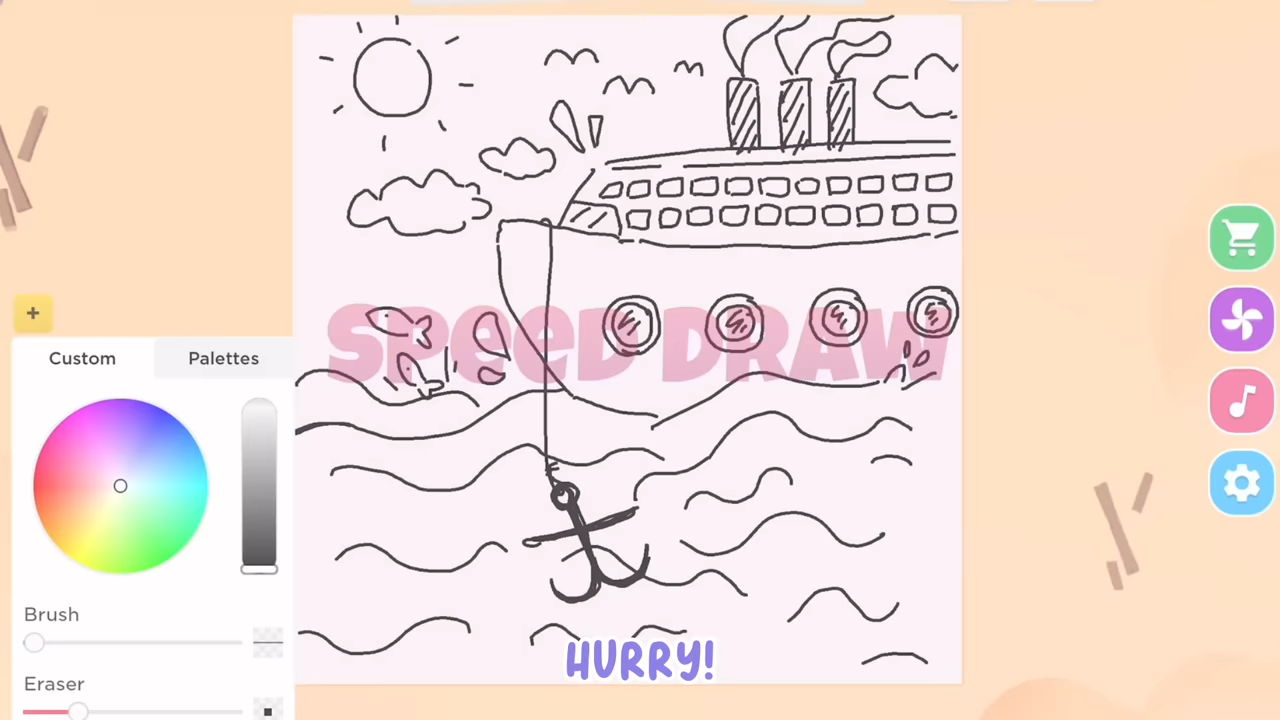 SPEED DRAW
+
Custom Palettes
Brush
Eraser
HURRY!